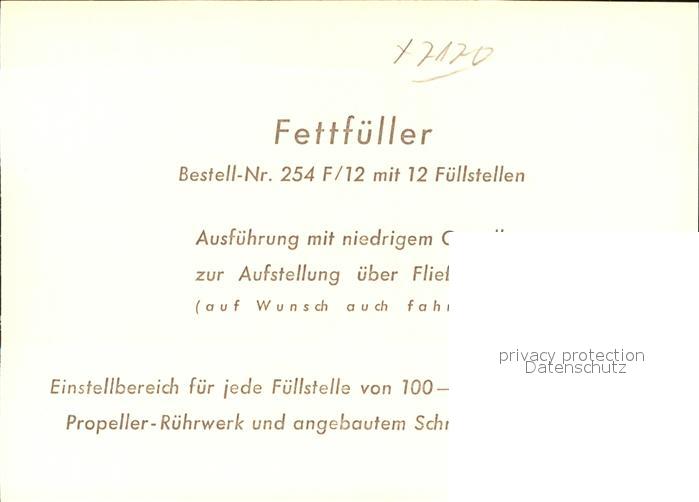 x 7120
Fettfüller
Bestell-Nr. 254 F/12 mit 12 Füllstellen
Ausführung mit niedrigem
zur Aufstellung über
(auf Wunsch auch
privacy protection
Datenschutz
Einstellbereich für jede Füllstelle von 100—
Propeller-Rührwerk und angebautem